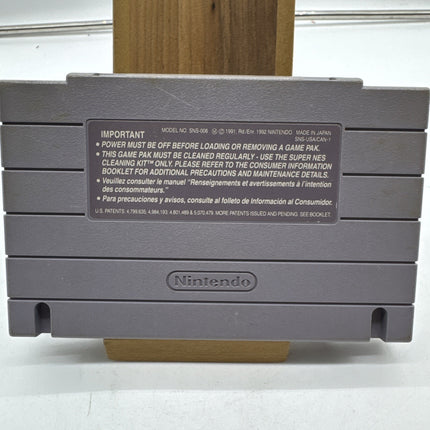 IMPORTANT MODEL NO. SNS-006 Ⓜ © 1991, Rd./Err. 1992 NINTENDO MADE IN JAPAN
SNS-USA/CAN-1
• POWER MUST BE OFF BEFORE LOADING OR REMOVING A GAME PAK.
• THIS GAME PAK MUST BE CLEANED REGULARLY - USE THE SUPER NES
CLEANING KIT™ ONLY. PLEASE REFER TO THE CONSUMER INFORMATION
BOOKLET FOR ADDITIONAL PRECAUTIONS AND MAINTENANCE DETAILS.
• Veuillez consulter le manuel "Renseignements et avertissements à l'intention
des consommateurs."
• Para precauciones y avisos, consulte al folleto de Información al Consumidor.
U.S. PATENTS: 4,799,635, 4,984,193, 4,801,489 & 5,070,479. MORE PATENTS ISSUED AND PENDING. SEE BOOKLET.
Nintendo